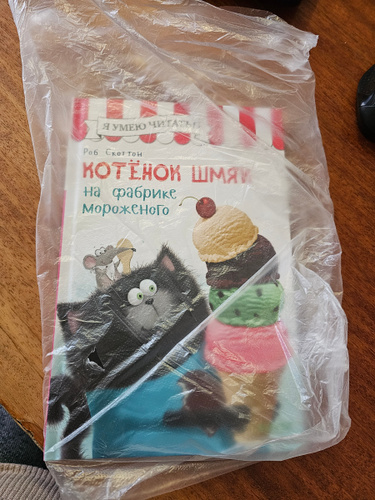 Я УМЕЮ ЧИТАТЬ!
Роб Скоттон
КОТЁНОК ШМЯК
на фабрике
мороженого